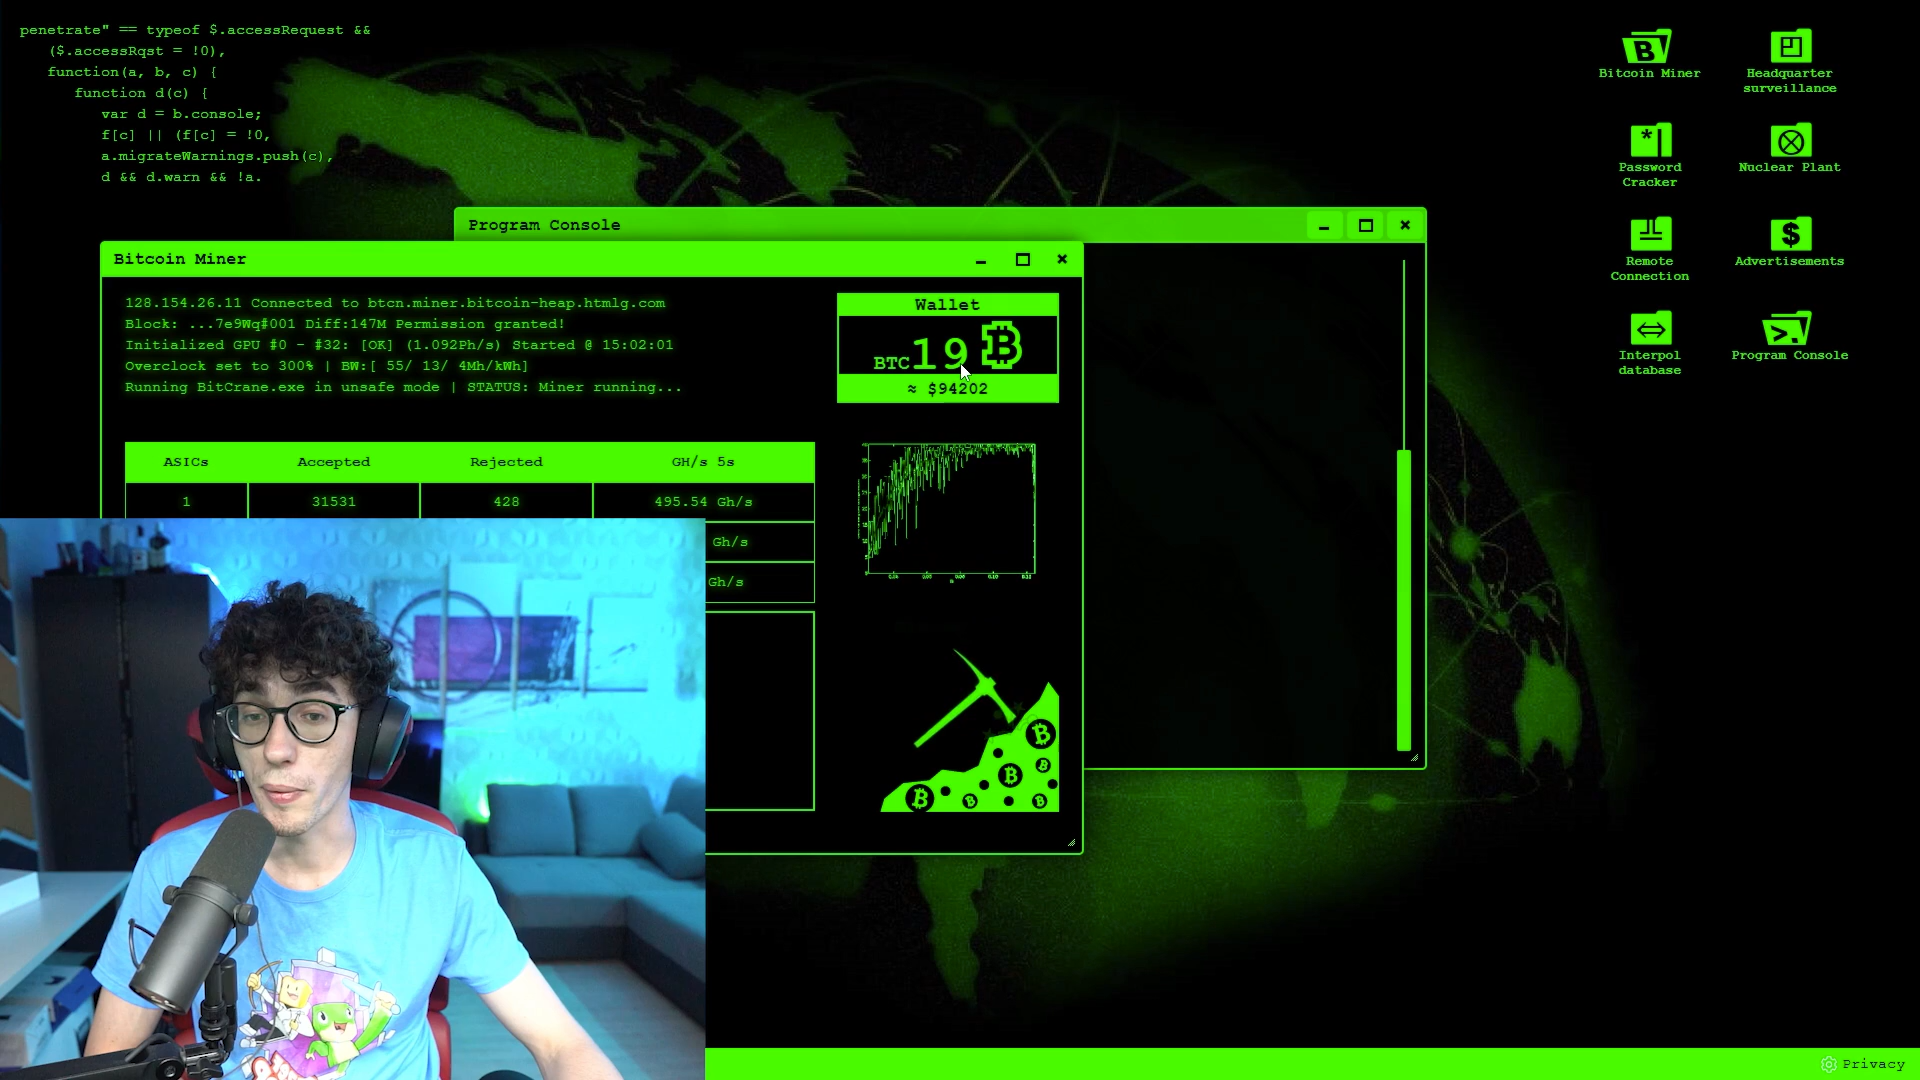 penetrate" == typeof $.accessRequest &&
($.accessRqst = !0),
function(a, b, c) {
function d(c) {
var d = b.console;
f[c] || (f[c] = !0,
a.migrateWarnings.push(c),
d && d.warn && !a.
Bitcoin Miner
Headquarter
surveillance
Password
Cracker
Nuclear Plant
Remote
Connection
Advertisements
Interpol
database
Program Console
Program Console
Bitcoin Miner
128.154.26.11 Connected to btcn.miner.bitcoin-heap.htmlg.com
Block: ...7e9Wq#001 Diff:147M Permission granted!
Initialized GPU #0 - #32: [OK] (1.092Ph/s) Started @ 15:02:01
Overclock set to 300% | BW:[ 55/ 13/ 4Mh/kWh]
Running BitCrane.exe in unsafe mode | STATUS: Miner running...
Wallet
BTC19
≈ $94202
ASICs Accepted Rejected GH/s 5s
1 31531 428 495.54 Gh/s
Gh/s
Gh/s
Privacy